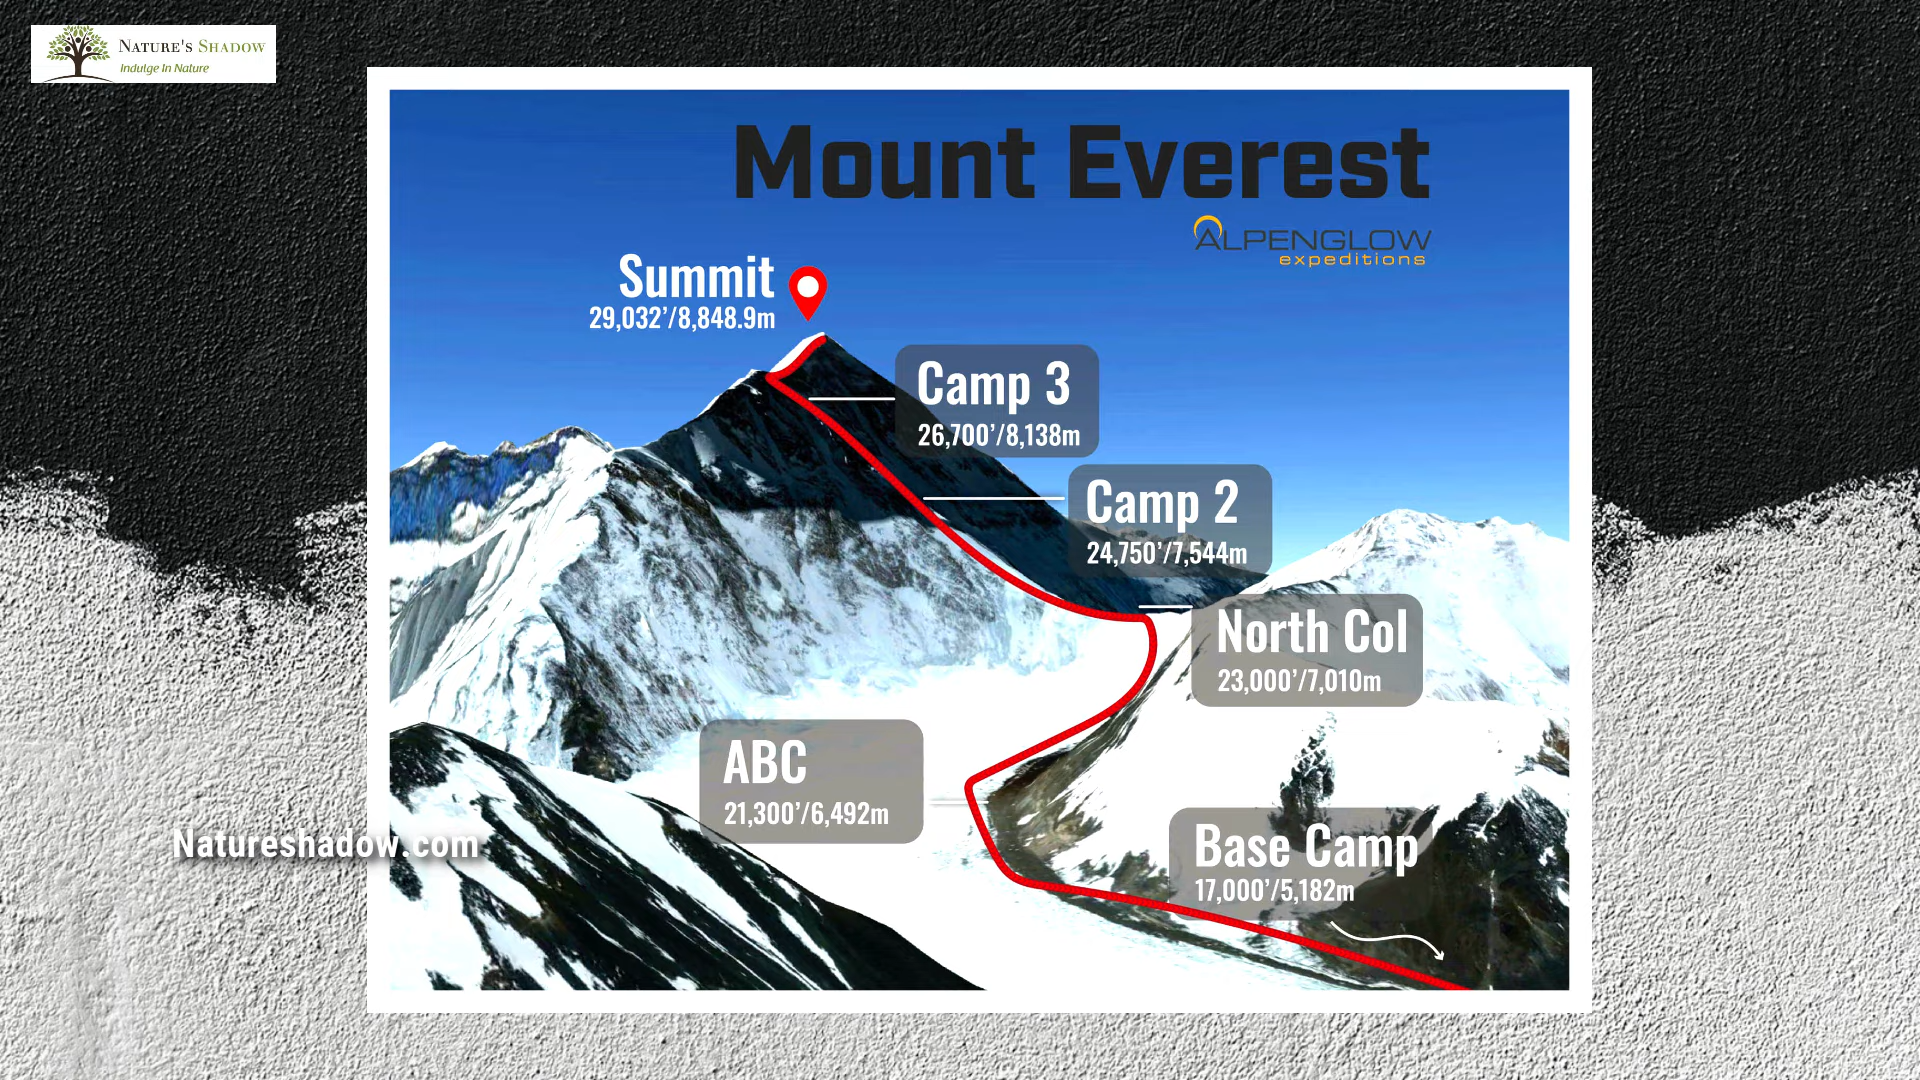 NATURE'S SHADOW
Indulge In Nature
Mount Everest
ALPENGLOW
expeditions
Summit
29,032’/8,848.9m
Camp 3
26,700’/8,138m
Camp 2
24,750’/7,544m
North Col
23,000’/7,010m
ABC
21,300’/6,492m
Base Camp
17,000’/5,182m
Natureshadow.com